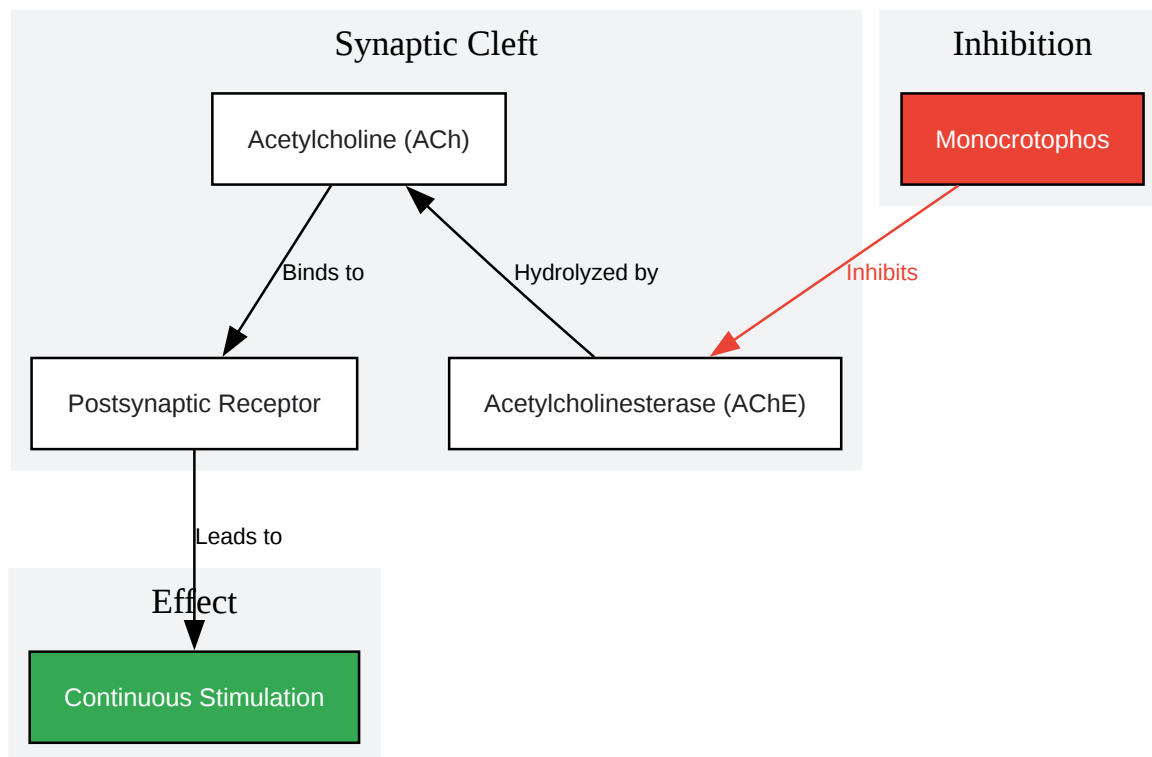 Synaptic Cleft
Inhibition
Acetylcholine (ACh)
Monocrotophos
Binds to
Hydrolyzed by
Inhibits
Postsynaptic Receptor
Acetylcholinesterase (AChE)
Leads to
Effect
Continuous Stimulation